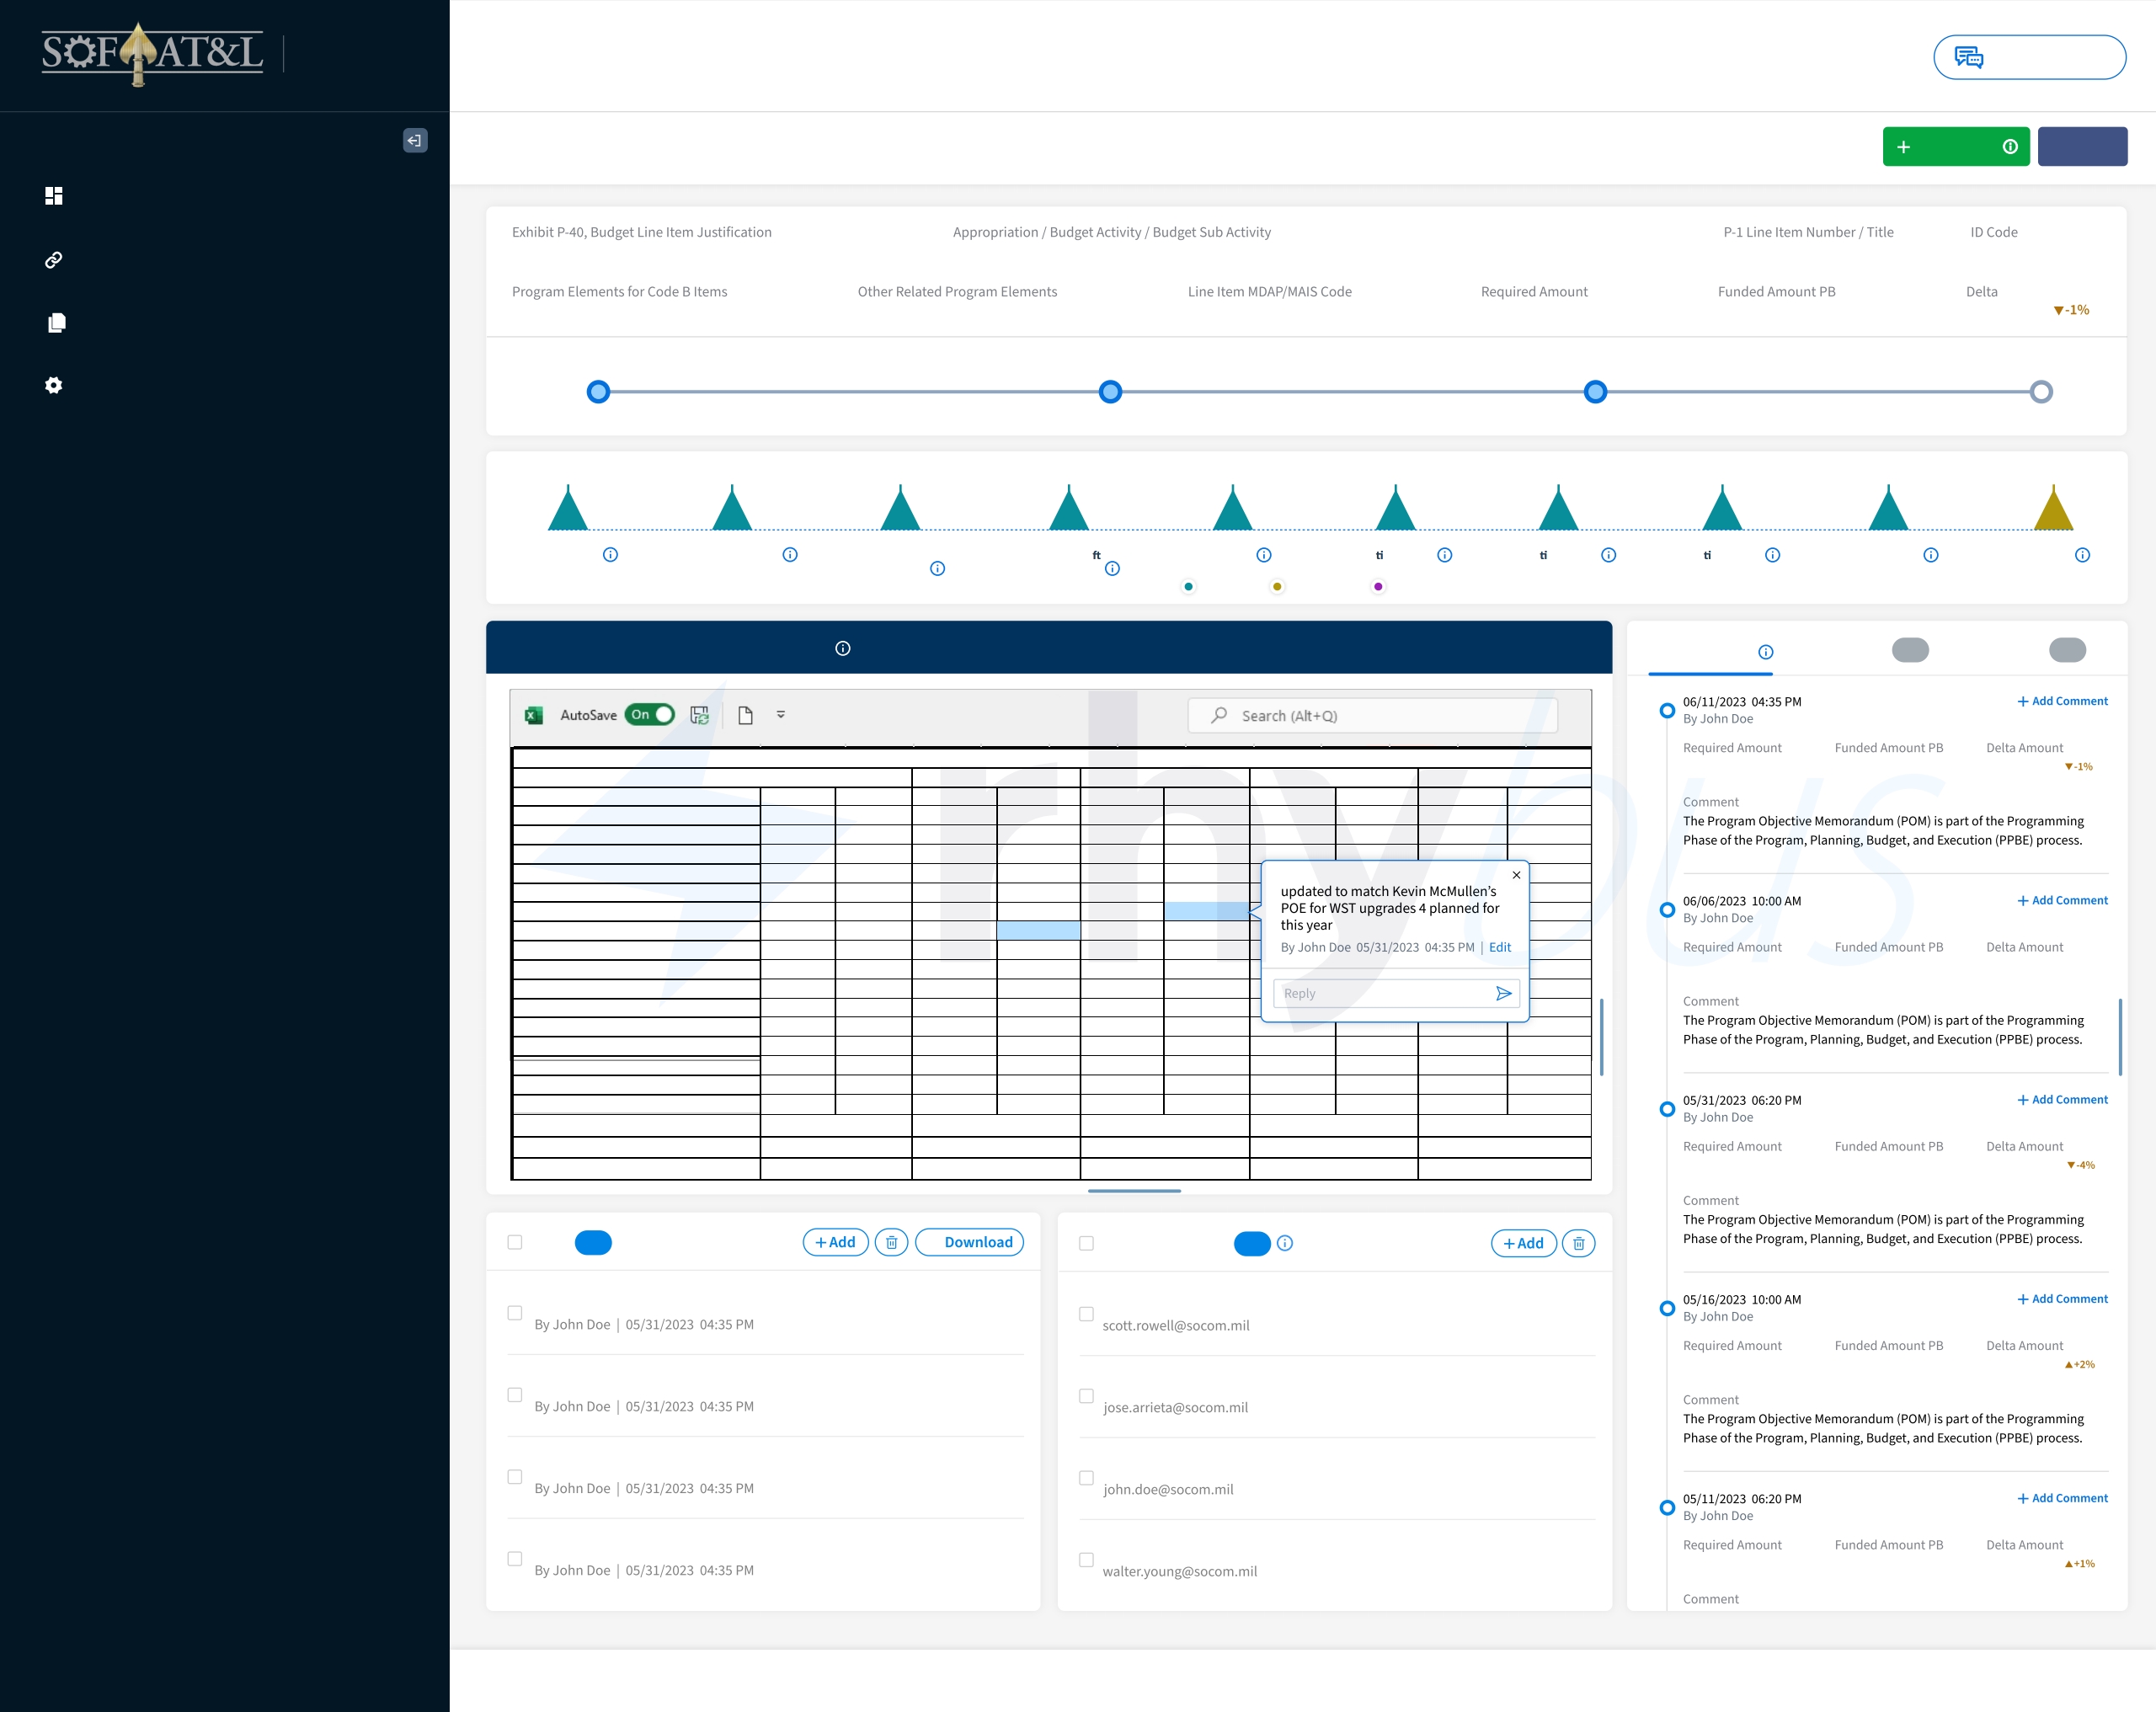 SOF AT&L
Exhibit P-40, Budget Line Item Justification
Appropriation / Budget Activity / Budget Sub Activity
P-1 Line Item Number / Title
ID Code
Program Elements for Code B Items
Other Related Program Elements
Line Item MDAP/MAIS Code
Required Amount
Funded Amount PB
Delta
▼-1%
ft
ti
ti
ti
AutoSave On
Search (Alt+Q)
rhybus
updated to match Kevin McMullen’s
POE for WST upgrades 4 planned for
this year
By John Doe 05/31/2023 04:35 PM | Edit
Reply
+ Add
Download
By John Doe | 05/31/2023 04:35 PM
By John Doe | 05/31/2023 04:35 PM
By John Doe | 05/31/2023 04:35 PM
By John Doe | 05/31/2023 04:35 PM
+ Add
scott.rowell@socom.mil
jose.arrieta@socom.mil
john.doe@socom.mil
walter.young@socom.mil
06/11/2023 04:35 PM
+ Add Comment
By John Doe
Required Amount Funded Amount PB Delta Amount
▼-1%
Comment
The Program Objective Memorandum (POM) is part of the Programming
Phase of the Program, Planning, Budget, and Execution (PPBE) process.
06/06/2023 10:00 AM
+ Add Comment
By John Doe
Required Amount Funded Amount PB Delta Amount
Comment
The Program Objective Memorandum (POM) is part of the Programming
Phase of the Program, Planning, Budget, and Execution (PPBE) process.
05/31/2023 06:20 PM
+ Add Comment
By John Doe
Required Amount Funded Amount PB Delta Amount
▼-4%
Comment
The Program Objective Memorandum (POM) is part of the Programming
Phase of the Program, Planning, Budget, and Execution (PPBE) process.
05/16/2023 10:00 AM
+ Add Comment
By John Doe
Required Amount Funded Amount PB Delta Amount
▲+2%
Comment
The Program Objective Memorandum (POM) is part of the Programming
Phase of the Program, Planning, Budget, and Execution (PPBE) process.
05/11/2023 06:20 PM
+ Add Comment
By John Doe
Required Amount Funded Amount PB Delta Amount
▲+1%
Comment